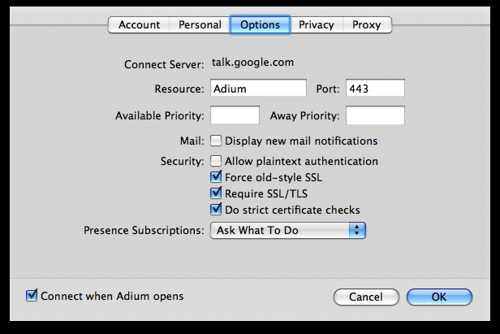 Account Personal Options Privacy Proxy
Connect Server: talk.google.com
Resource: Adium Port: 443
Available Priority: Away Priority:
Mail: Display new mail notifications
Security: Allow plaintext authentication
Force old-style SSL
Require SSL/TLS
Do strict certificate checks
Presence Subscriptions: Ask What To Do
Connect when Adium opens Cancel OK